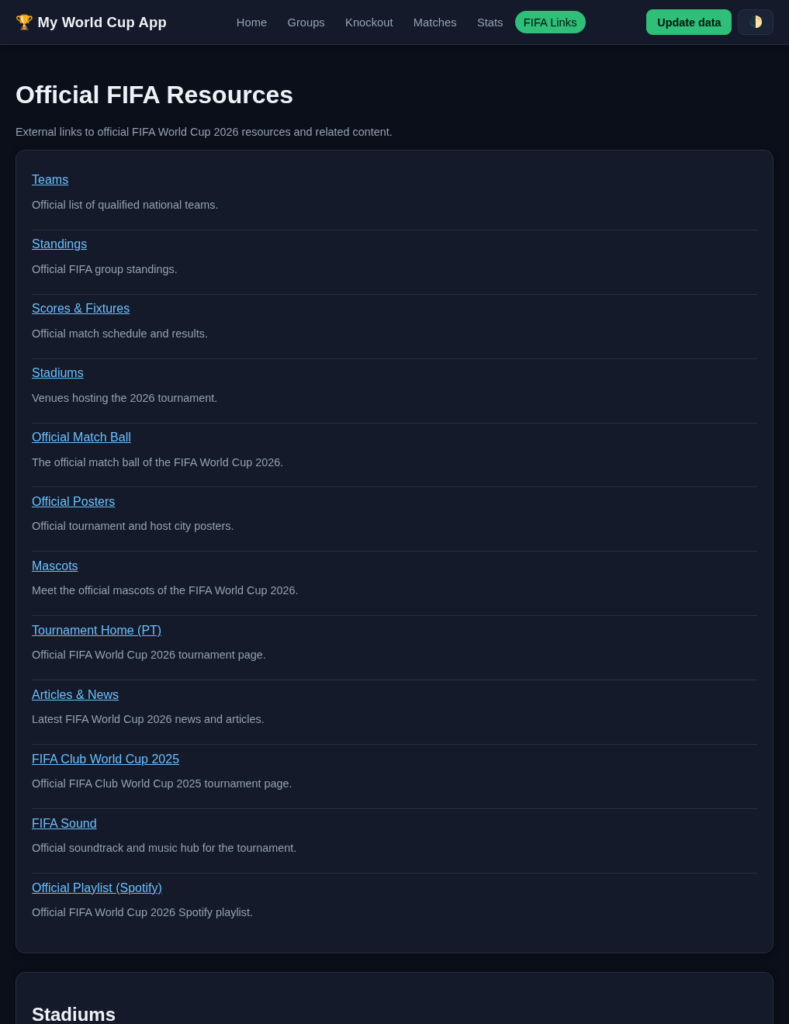 🏆 My World Cup App
Home
Groups
Knockout
Matches
Stats
FIFA Links
Update data
Official FIFA Resources
External links to official FIFA World Cup 2026 resources and related content.
Teams
Official list of qualified national teams.
Standings
Official FIFA group standings.
Scores & Fixtures
Official match schedule and results.
Stadiums
Venues hosting the 2026 tournament.
Official Match Ball
The official match ball of the FIFA World Cup 2026.
Official Posters
Official tournament and host city posters.
Mascots
Meet the official mascots of the FIFA World Cup 2026.
Tournament Home (PT)
Official FIFA World Cup 2026 tournament page.
Articles & News
Latest FIFA World Cup 2026 news and articles.
FIFA Club World Cup 2025
Official FIFA Club World Cup 2025 tournament page.
FIFA Sound
Official soundtrack and music hub for the tournament.
Official Playlist (Spotify)
Official FIFA World Cup 2026 Spotify playlist.
Stadiums